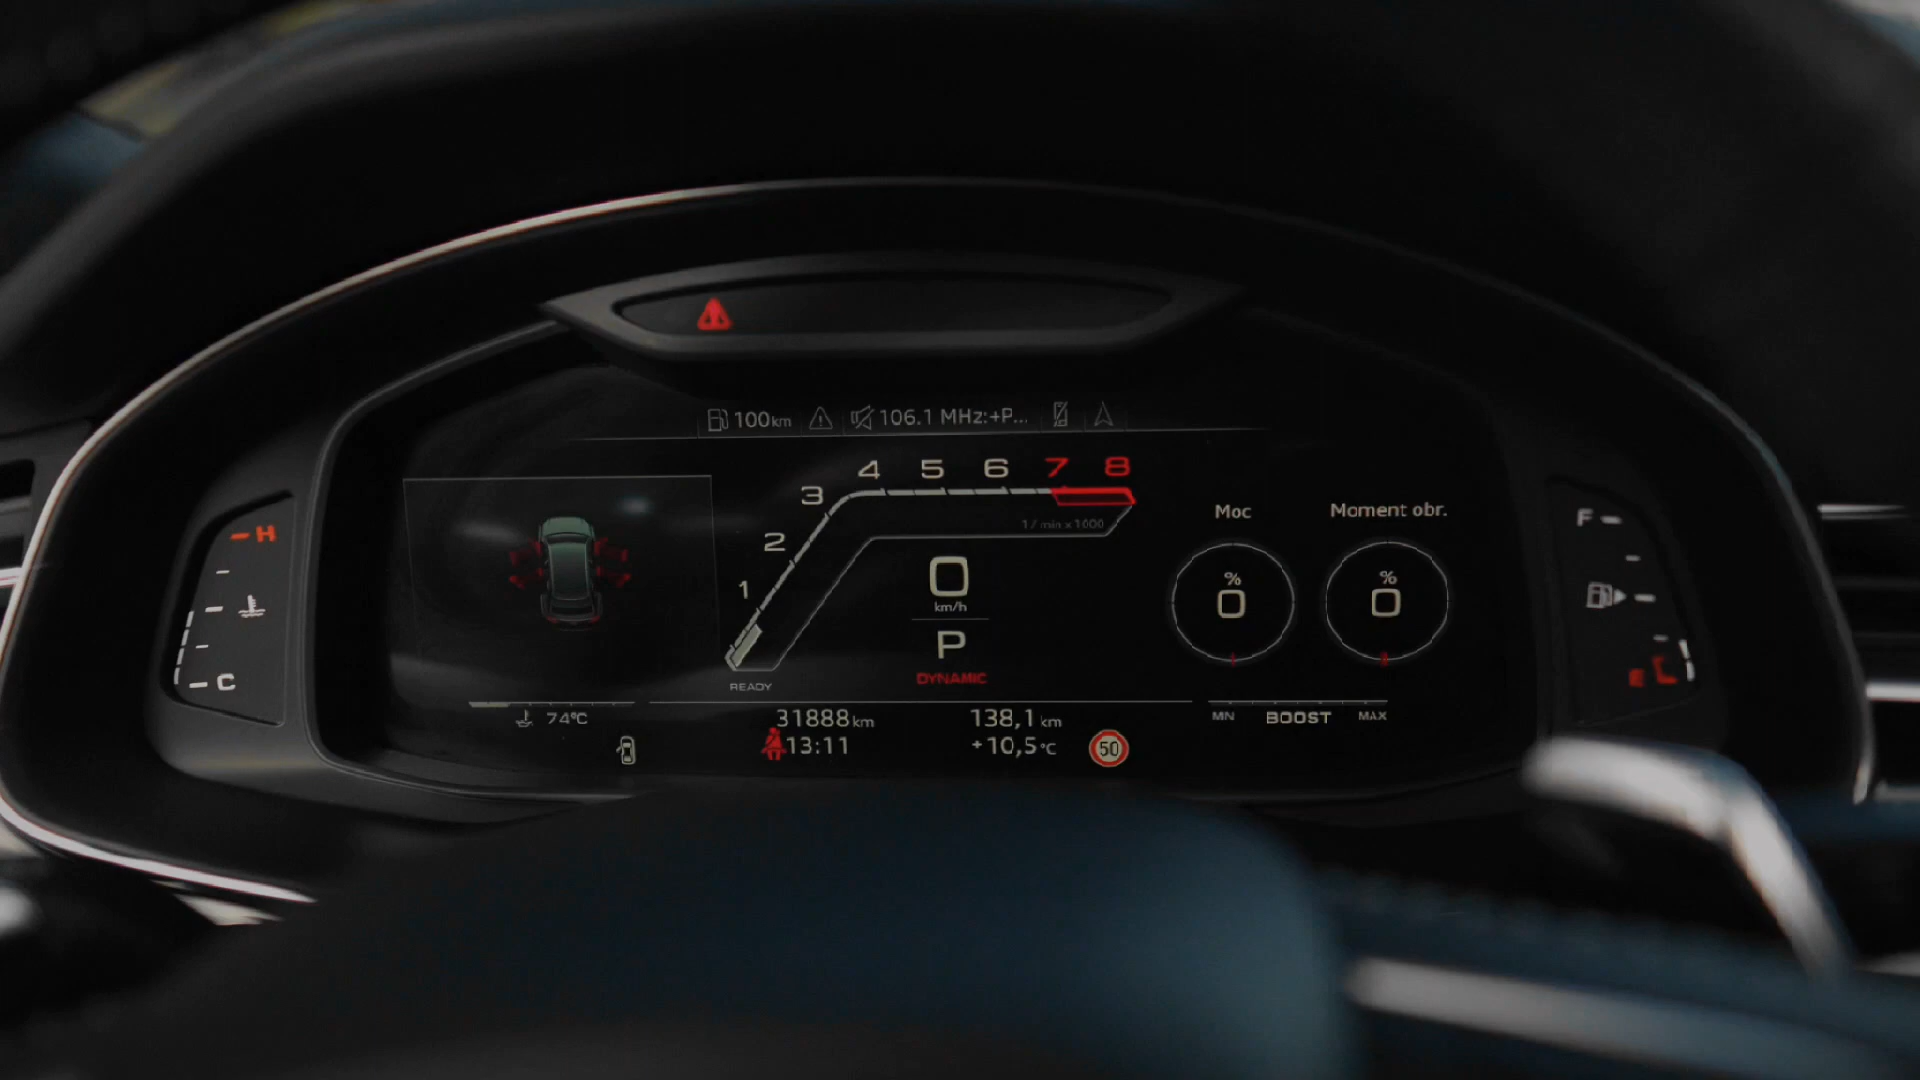 100km 106.1 MHz:+P...
4 5 6 7 8
3
2
1
1 / min x 1000
0
km/h
P
DYNAMIC
READY
Moc
%
0
Moment obr.
%
0
H
C
F
E
74°C
31888km
138,1 km
13:11
+10,5°C
50
MIN BOOST MAX